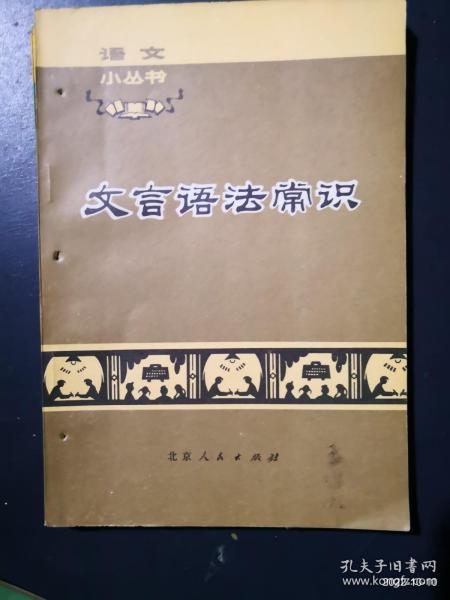 语文
小丛书
文言语法常识
北京人民出版社
孔夫子旧书网